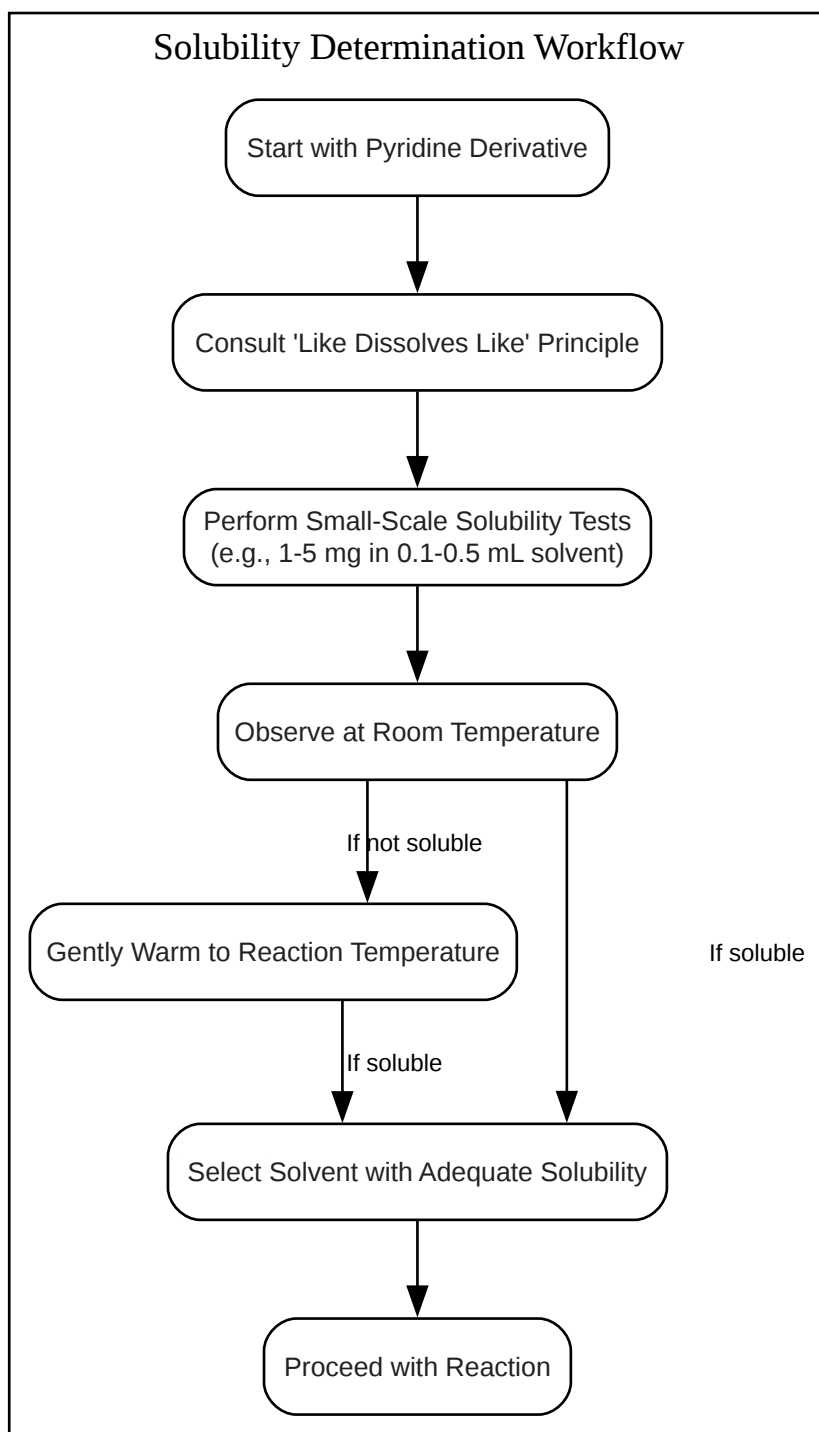 Solubility Determination Workflow
Start with Pyridine Derivative
Consult 'Like Dissolves Like' Principle
Perform Small-Scale Solubility Tests
(e.g., 1-5 mg in 0.1-0.5 mL solvent)
Observe at Room Temperature
If not soluble
Gently Warm to Reaction Temperature
If soluble
If soluble
Select Solvent with Adequate Solubility
Proceed with Reaction